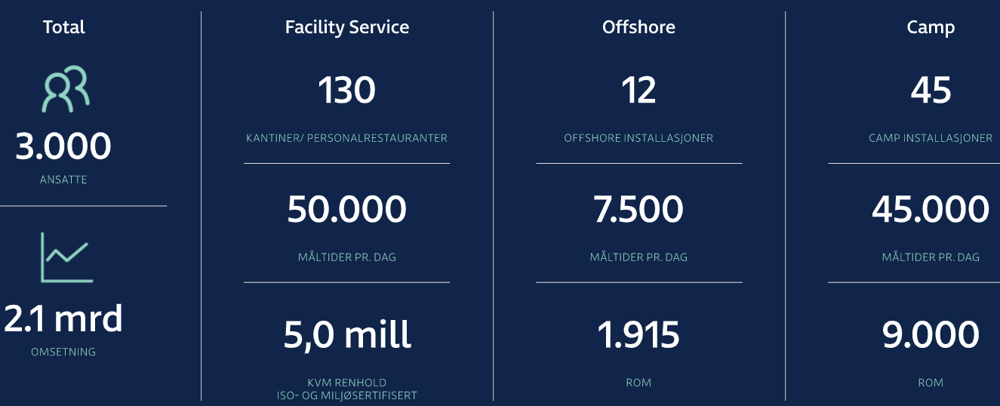 Total
3.000
ANSATTE
2.1 mrd
OMSETNING
Facility Service
130
KANTINER/ PERSONALRESTAURANTER
50.000
MÅLTIDER PR. DAG
5,0 mill
KVM RENHOLD
ISO- OG MILJØSERTIFISERT
Offshore
12
OFFSHORE INSTALLASJONER
7.500
MÅLTIDER PR. DAG
1.915
ROM
Camp
45
CAMP INSTALLASJONER
45.000
MÅLTIDER PR. DAG
9.000
ROM